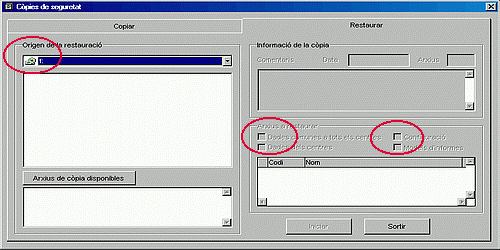 Còpies de seguretat
Copiar
Restaurar
Origen de la restauració
Arxius de còpia disponibles
Informació de la còpia
Comentaris
Data
Arxius
Arxius a restaurar
Dades comunes a tots els centres
Configuració
Dades dels centres
Models d'informes
Codi
Nom
Iniciar
Sortir